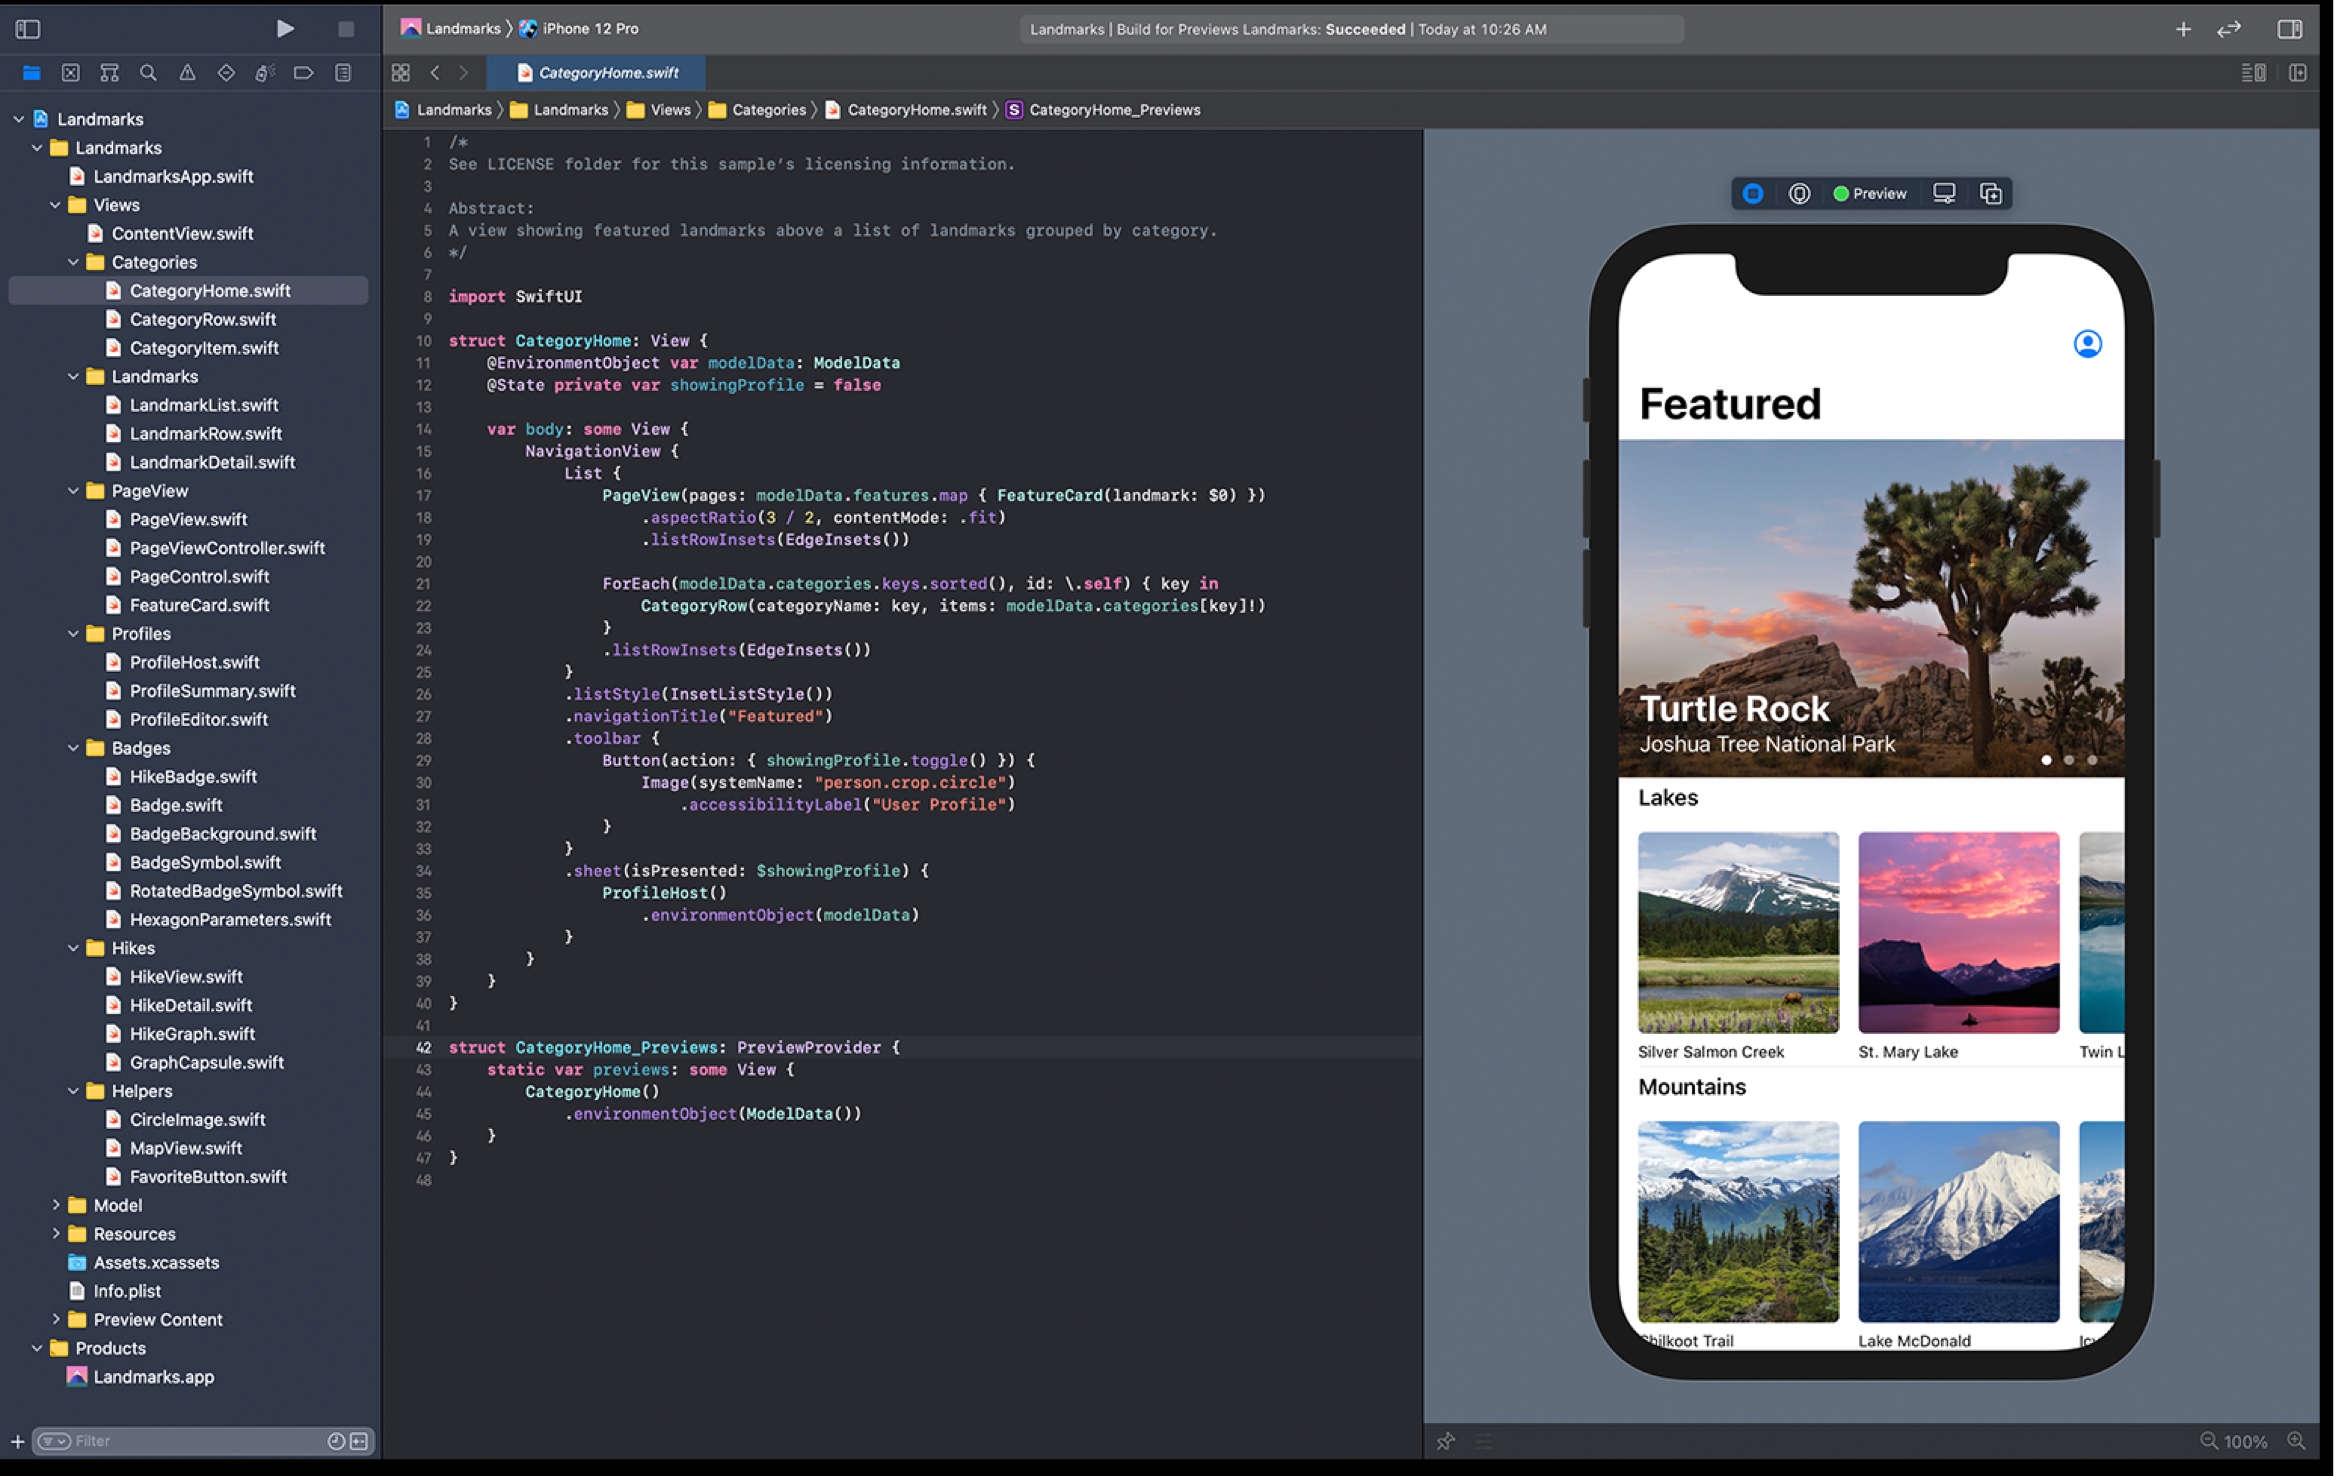 Landmarks
iPhone 12 Pro
Landmarks | Build for Previews Landmarks: Succeeded | Today at 10:26 AM
CategoryHome.swift
Landmarks
Landmarks
Views
Categories
CategoryHome.swift
S
CategoryHome_Previews
Landmarks
Landmarks
LandmarksApp.swift
Views
ContentView.swift
Categories
CategoryHome.swift
CategoryRow.swift
CategoryItem.swift
Landmarks
LandmarkList.swift
LandmarkRow.swift
LandmarkDetail.swift
PageView
PageView.swift
PageViewController.swift
PageControl.swift
FeatureCard.swift
Profiles
ProfileHost.swift
ProfileSummary.swift
ProfileEditor.swift
Badges
HikeBadge.swift
Badge.swift
BadgeBackground.swift
BadgeSymbol.swift
RotatedBadgeSymbol.swift
HexagonParameters.swift
Hikes
HikeView.swift
HikeDetail.swift
HikeGraph.swift
GraphCapsule.swift
Helpers
CircleImage.swift
MapView.swift
FavoriteButton.swift
Model
Resources
Assets.xcassets
Info.plist
Preview Content
Products
Landmarks.app
Filter
1 /*
2 See LICENSE folder for this sample's licensing information.
3
4 Abstract:
5 A view showing featured landmarks above a list of landmarks grouped by category.
6 */
7
8 import SwiftUI
9
10 struct CategoryHome: View {
11     @EnvironmentObject var modelData: ModelData
12     @State private var showingProfile = false
13
14     var body: some View {
15         NavigationView {
16             List {
17                 PageView(pages: modelData.features.map { FeatureCard(landmark: $0) })
18                     .aspectRatio(3 / 2, contentMode: .fit)
19                     .listRowInsets(EdgeInsets())
20
21                 ForEach(modelData.categories.keys.sorted(), id: \.self) { key in
22                     CategoryRow(categoryName: key, items: modelData.categories[key]!)
23                 }
24                 .listRowInsets(EdgeInsets())
25             }
26             .listStyle(InsetListStyle())
27             .navigationTitle("Featured")
28             .toolbar {
29                 Button(action: { showingProfile.toggle() }) {
30                     Image(systemName: "person.crop.circle")
31                         .accessibilityLabel("User Profile")
32                 }
33             }
34             .sheet(isPresented: $showingProfile) {
35                 ProfileHost()
36                     .environmentObject(modelData)
37             }
38         }
39     }
40 }
41
42 struct CategoryHome_Previews: PreviewProvider {
43     static var previews: some View {
44         CategoryHome()
45             .environmentObject(ModelData())
46     }
47 }
48
Preview
Featured
Turtle Rock
Joshua Tree National Park
Lakes
Silver Salmon Creek
St. Mary Lake
Twin L
Mountains
Chilkoot Trail
Lake McDonald
100%